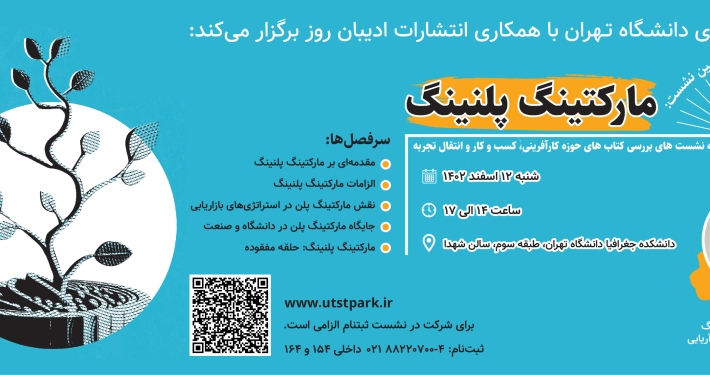 ی دانشگاه تهران با همکاری انتشارات ادیبان روز برگزار می‌کند:
ین نشست:
مارکتینگ پلنینگ
ه نشست های بررسی کتاب های حوزه کارآفرینی، کسب و کار و انتقال تجربه
شنبه ۱۲ اسفند ۱۴۰۲
ساعت ۱۴ الی ۱۷
دانشکده جغرافیا دانشگاه تهران، طبقه سوم، سالن شهدا
سرفصل‌ها:
مقدمه‌ای بر مارکتینگ پلنینگ
الزامات مارکتینگ پلنینگ
نقش مارکتینگ پلن در استراتژی‌های بازاریابی
جایگاه مارکتینگ پلن در دانشگاه و صنعت
مارکتینگ پلنینگ: حلقه مفقوده
www.utstpark.ir
برای شرکت در نشست ثبتنام الزامی است.
ثبت‌نام: ۴-۸۸۲۲۰۷۰۰ ۰۲۱ داخلی ۱۵۴ و ۱۶۴